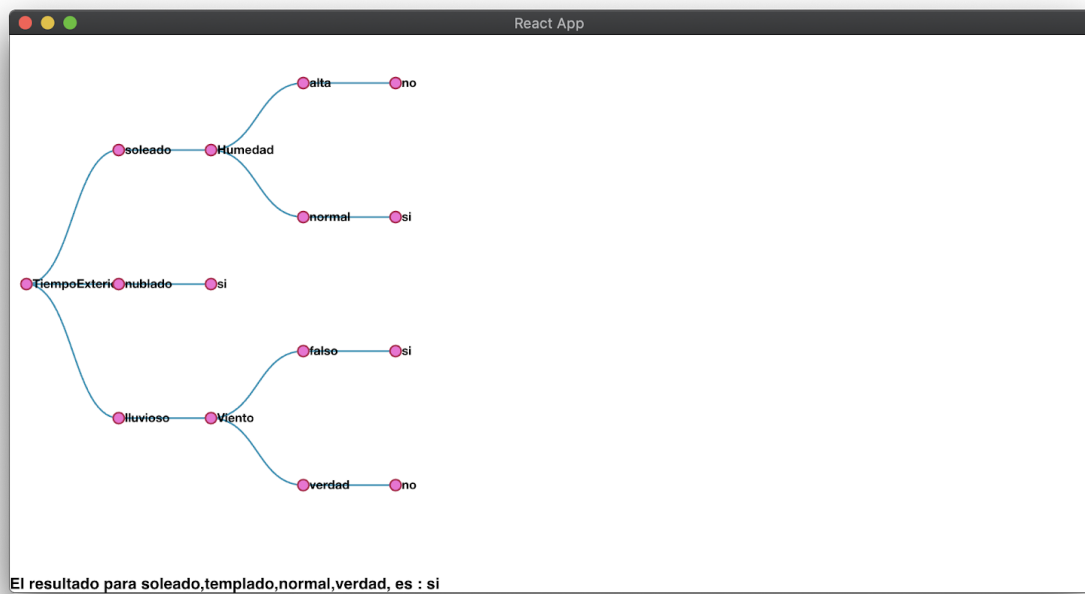 React App
alta
no
soleado
Humedad
normal
si
TiempoExterio
nublado
si
falso
si
lluvioso
Viento
verdad
no
El resultado para soleado,templado,normal,verdad, es : si